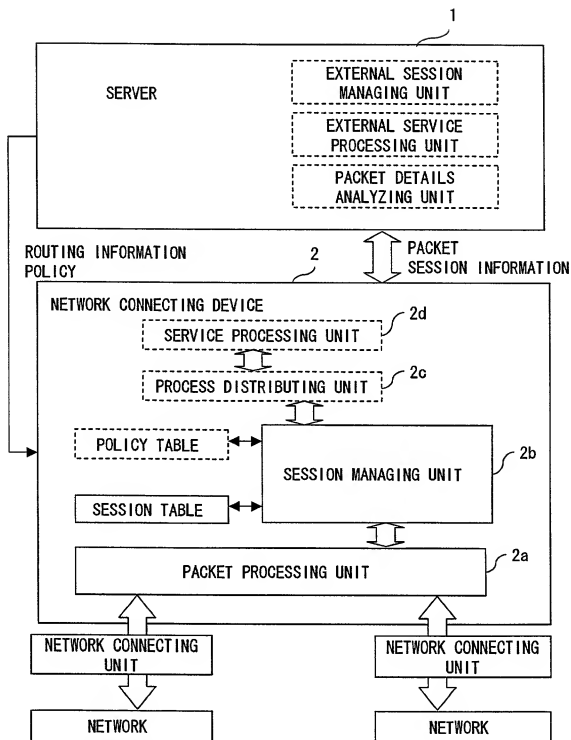 1
SERVER
EXTERNAL SESSION
MANAGING UNIT
EXTERNAL SERVICE
PROCESSING UNIT
PACKET DETAILS
ANALYZING UNIT
ROUTING INFORMATION
POLICY
2
PACKET
SESSION INFORMATION
NETWORK CONNECTING DEVICE
2d
SERVICE PROCESSING UNIT
2c
PROCESS DISTRIBUTING UNIT
POLICY TABLE
2b
SESSION MANAGING UNIT
SESSION TABLE
2a
PACKET PROCESSING UNIT
NETWORK CONNECTING
UNIT
NETWORK CONNECTING
UNIT
NETWORK
NETWORK